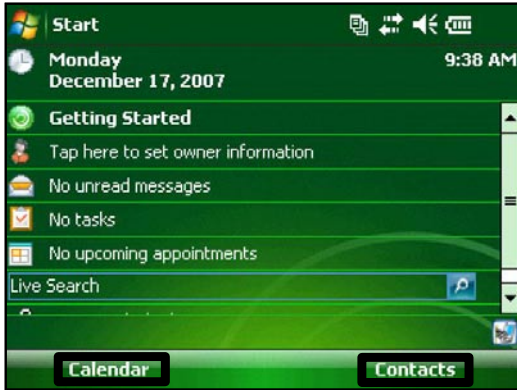 Start
Monday 9:38 AM
December 17, 2007
Getting Started
Tap here to set owner information
No unread messages
No tasks
No upcoming appointments
Live Search
Calendar Contacts